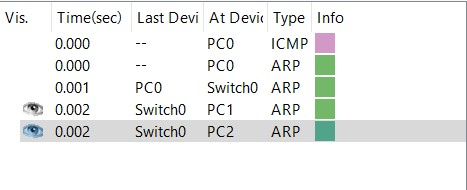 Vis. Time(sec) Last Devi At Devic Type Info
0.000 -- PC0 ICMP
0.000 -- PC0 ARP
0.001 PC0 Switch0 ARP
0.002 Switch0 PC1 ARP
0.002 Switch0 PC2 ARP